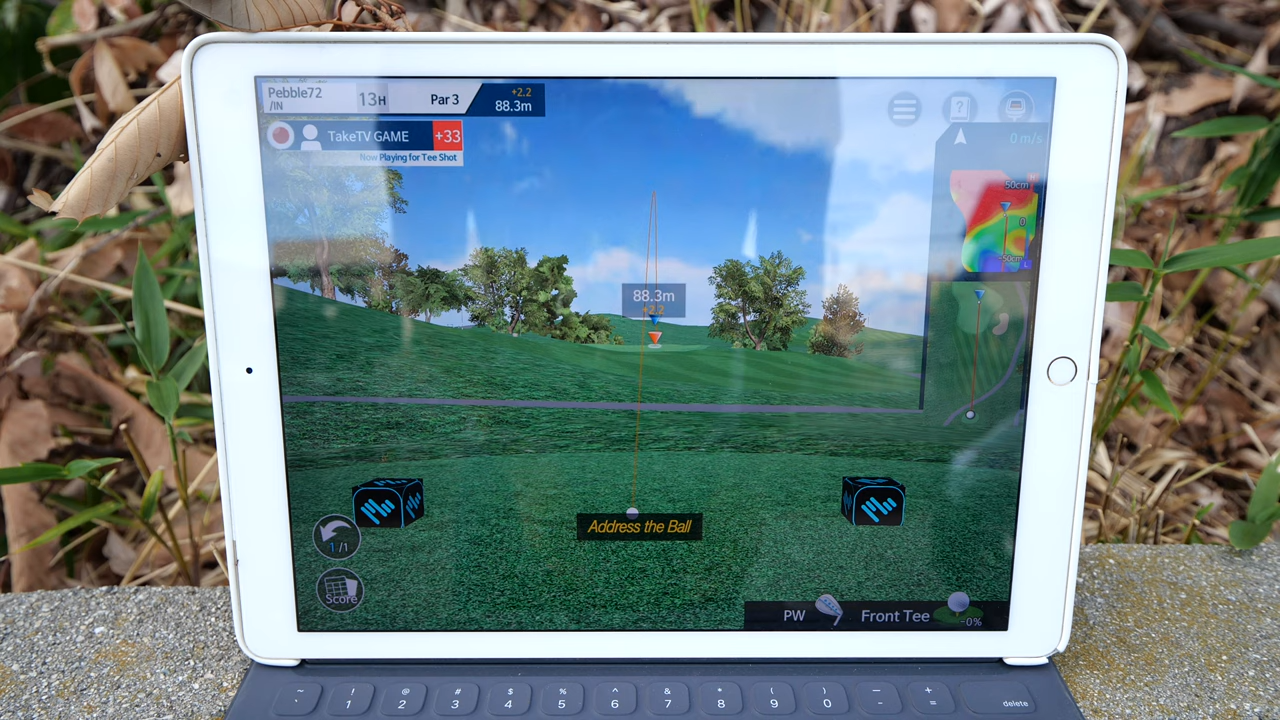 Pebble72
/IN
13H
Par 3
+2.2
88.3m
TakeTV GAME
+33
Now Playing for Tee Shot
0 m/s
50cm
0
-50cm
88.3m
+2.2
Address the Ball
1/1
Score
PW
Front Tee
-0%
~ ! @ # $ % ^ & * ( ) – +
` 1 2 3 4 5 6 7 8 9 0 - = delete